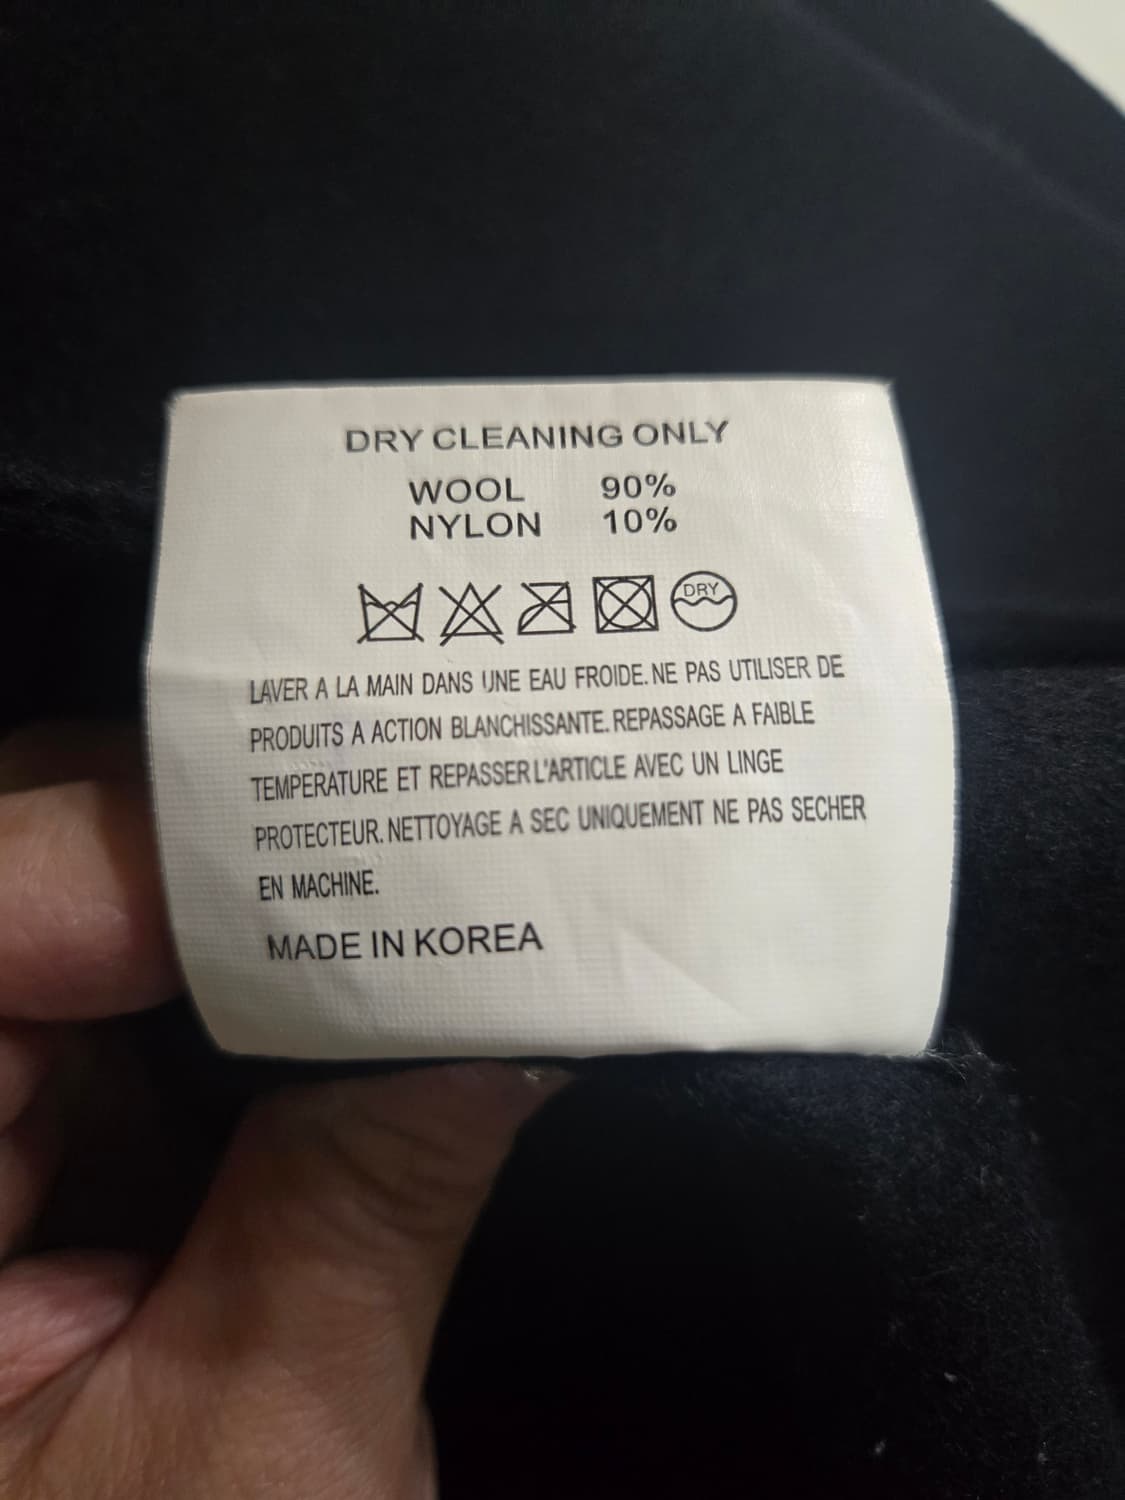 DRY CLEANING ONLY
WOOL 90%
NYLON 10%
DRY
LAVER A LA MAIN DANS UNE EAU FROIDE. NE PAS UTILISER DE
PRODUITS A ACTION BLANCHISSANTE. REPASSAGE A FAIBLE
TEMPERATURE ET REPASSER L'ARTICLE AVEC UN LINGE
PROTECTEUR. NETTOYAGE A SEC UNIQUEMENT NE PAS SECHER
EN MACHINE.
MADE IN KOREA